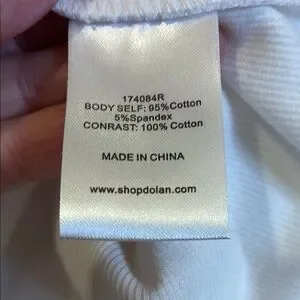 174084R
BODY SELF: 95%Cotton
5%Spandex
CONRAST: 100% Cotton
MADE IN CHINA
www.shopdolan.com